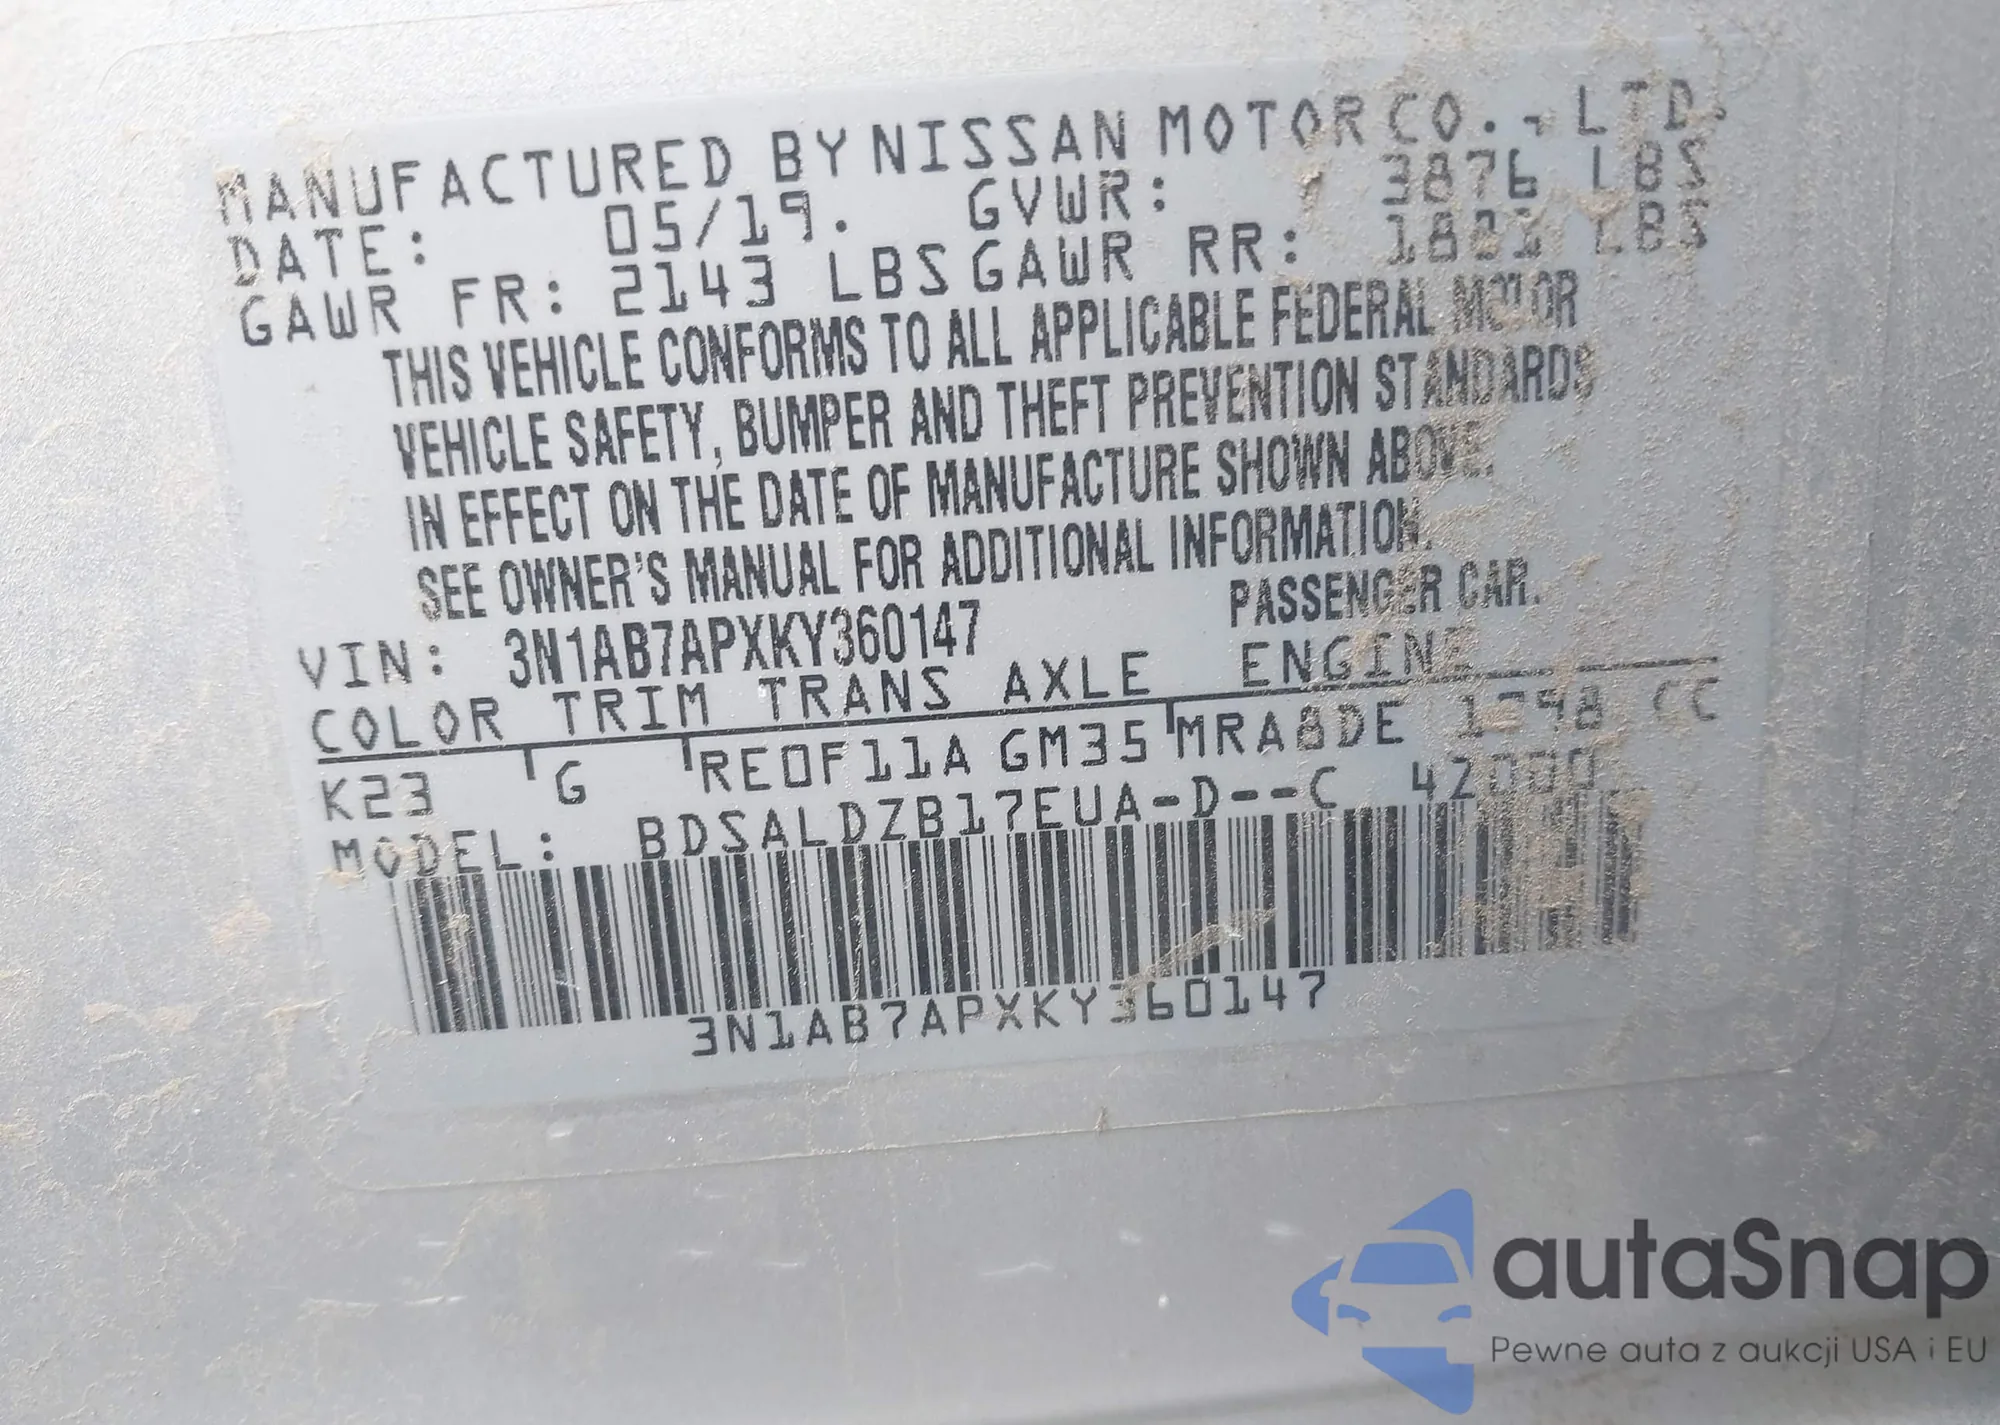 MANUFACTURED BY NISSAN MOTOR CO., LTD.
DATE: 05/19. GVWR: 3876 LBS
GAWR FR: 2143 LBS GAWR RR: LBS
THIS VEHICLE CONFORMS TO ALL APPLICABLE FEDERAL MOTOR
VEHICLE SAFETY, BUMPER AND THEFT PREVENTION STANDARDS
IN EFFECT ON THE DATE OF MANUFACTURE SHOWN ABOVE.
SEE OWNER'S MANUAL FOR ADDITIONAL INFORMATION.
VIN: 3N1AB7APXKY360147 PASSENGER CAR.
COLOR TRIM TRANS AXLE ENGINE
K23 G RE0F11A GM35 MRA8DE CC
MODEL: BDSALDZB17EUA-D--C 42000
3N1AB7APXKY360147
autaSnap
Pewne auta z aukcji USA i EU